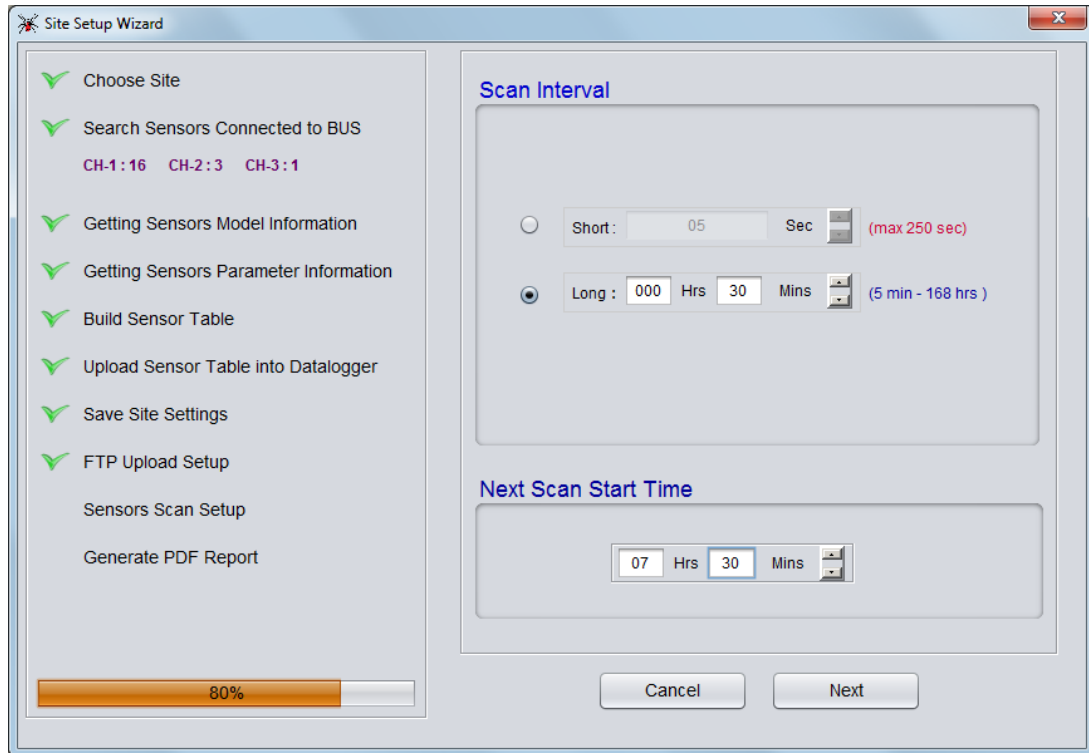 Site Setup Wizard
Choose Site
Search Sensors Connected to BUS
CH-1 : 16 CH-2 : 3 CH-3 : 1
Getting Sensors Model Information
Getting Sensors Parameter Information
Build Sensor Table
Upload Sensor Table into Datalogger
Save Site Settings
FTP Upload Setup
Sensors Scan Setup
Generate PDF Report
80%
Scan Interval
Short : 05 Sec (max 250 sec)
Long : 000 Hrs 30 Mins (5 min - 168 hrs )
Next Scan Start Time
07 Hrs 30 Mins
Cancel Next